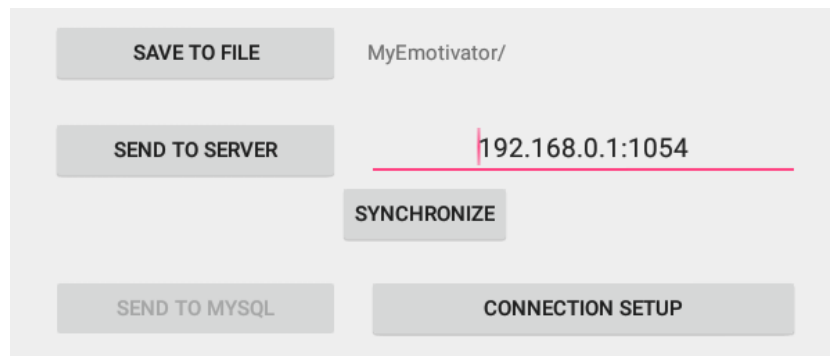 SAVE TO FILE MyEmotivator/
SEND TO SERVER 192.168.0.1:1054
SYNCHRONIZE
SEND TO MYSQL CONNECTION SETUP